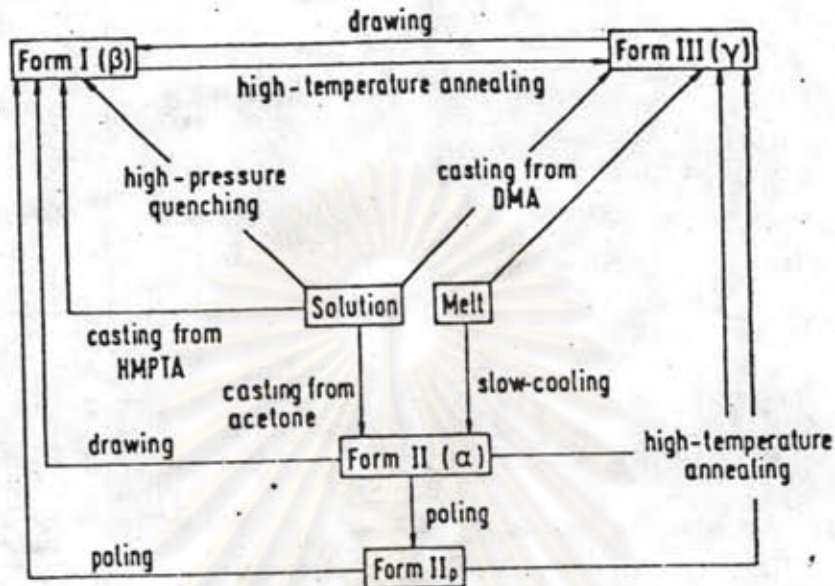 drawing
Form I (β)
Form III (γ)
high-temperature annealing
high-pressure
quenching
casting from
DMA
Solution
Melt
casting from
HMPTA
casting from
acetone
slow-cooling
drawing
Form II (α)
high-temperature
annealing
poling
poling
Form IIp